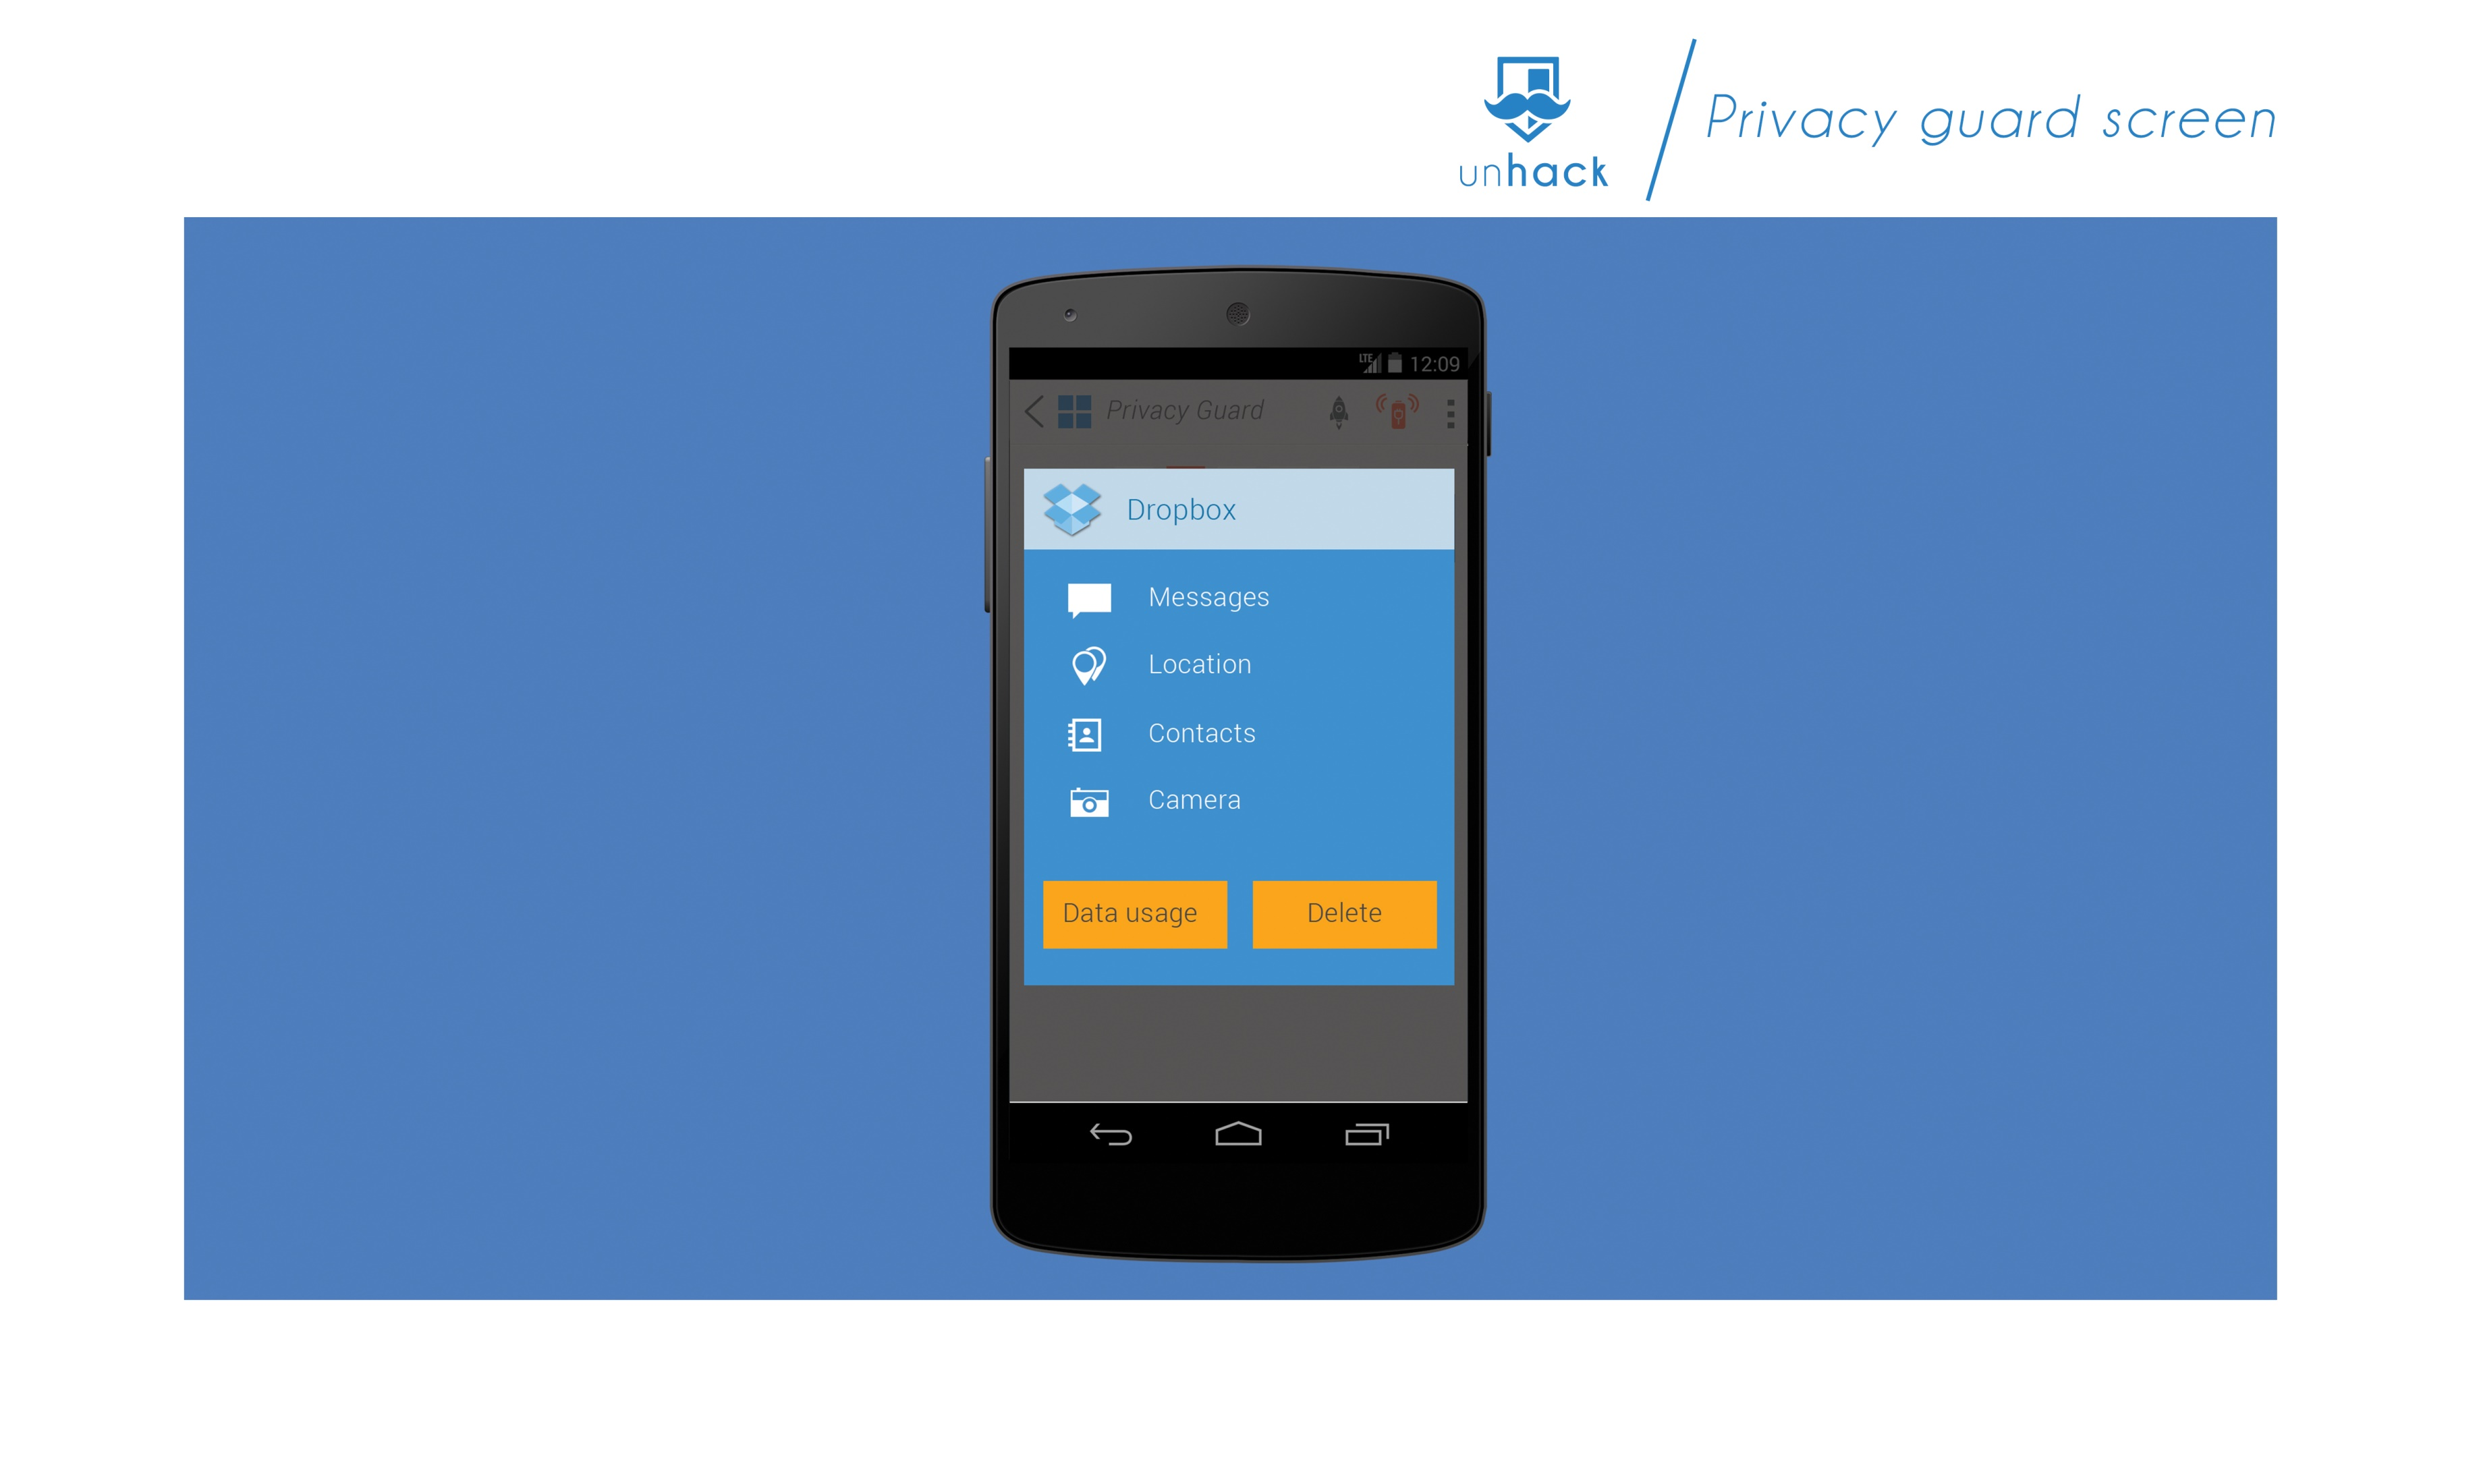 unhack
Privacy guard screen
LTE 12:09
Privacy Guard
Dropbox
Messages
Location
Contacts
Camera
Data usage
Delete